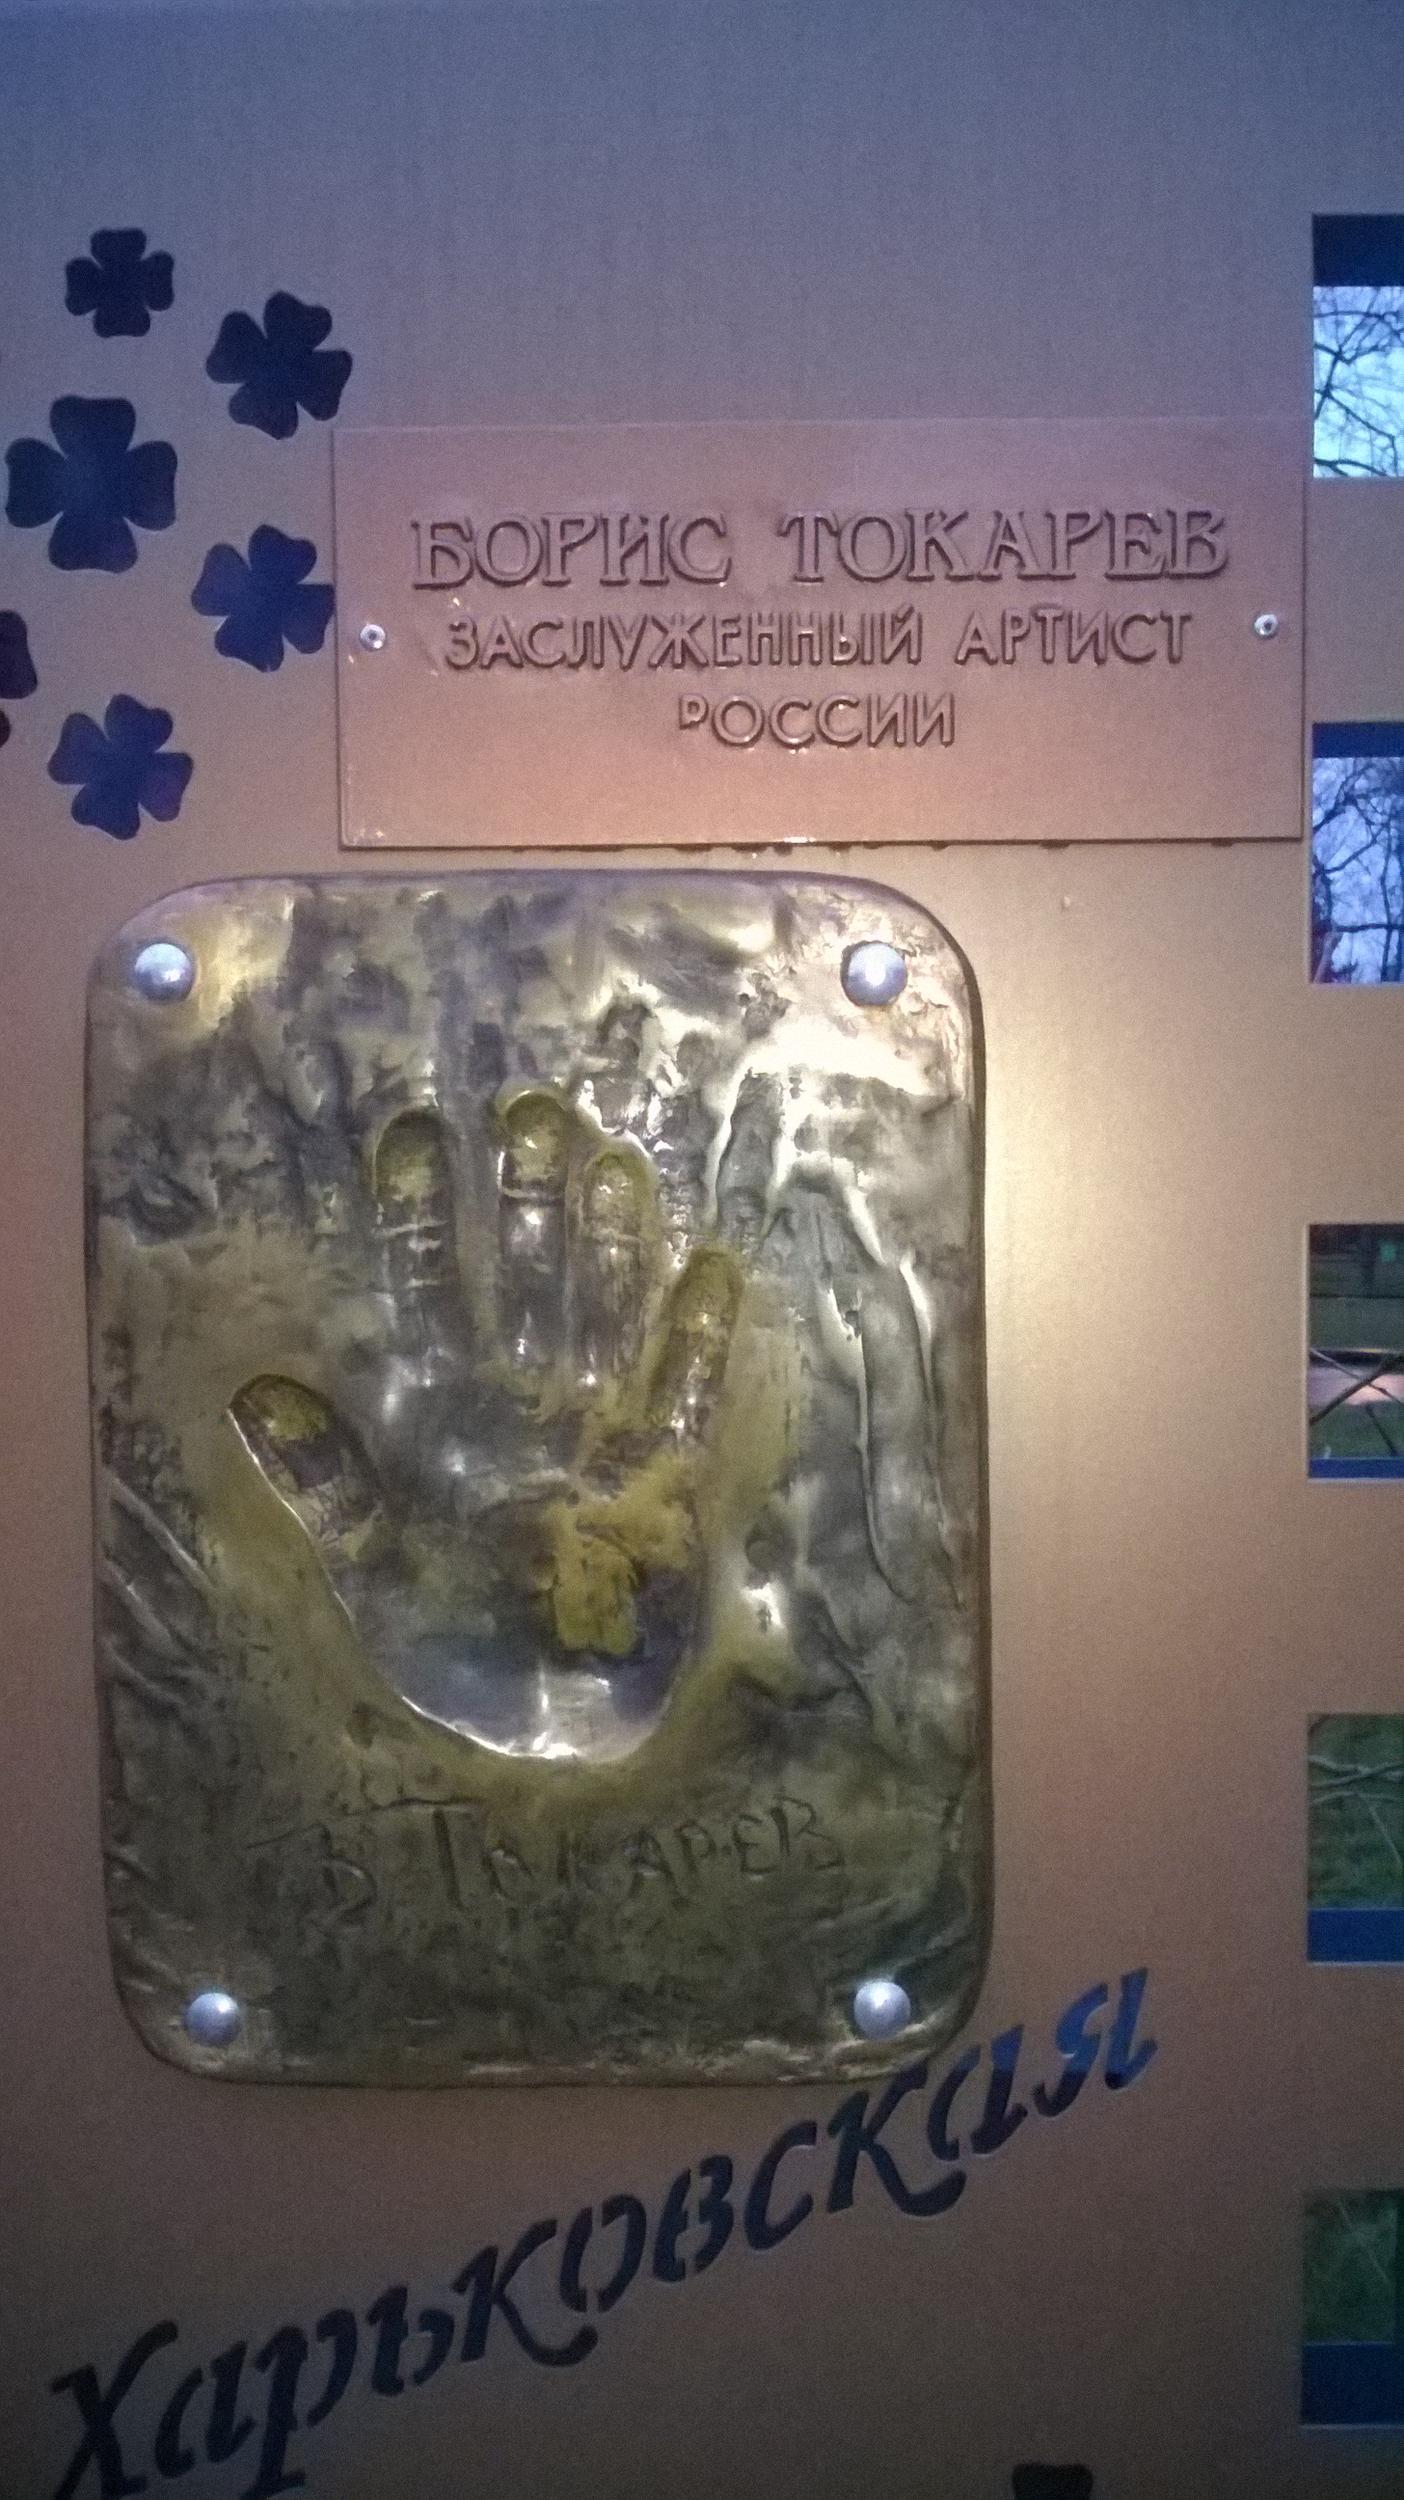 БОРИС ТОКАРЕВ
ЗАСЛУЖЕННЫЙ АРТИСТ
РОССИИ
Б ТОКАРЕВ
Харьковская